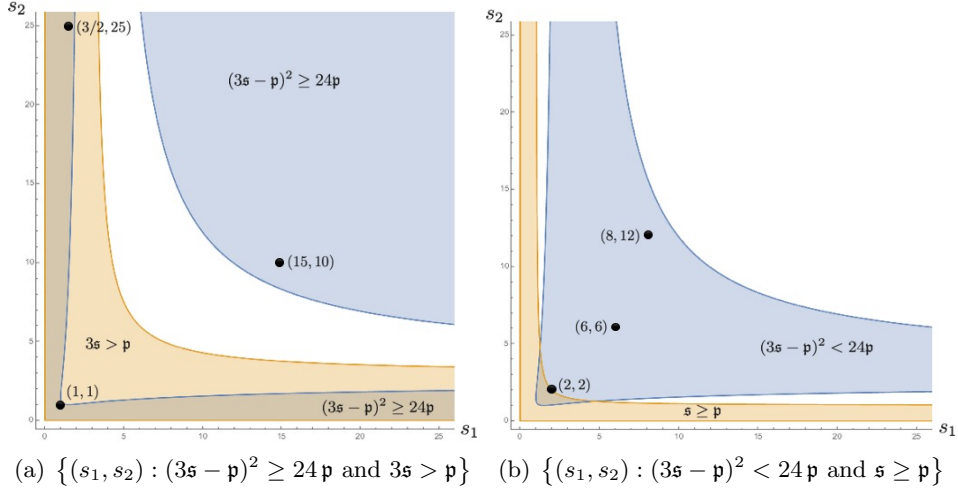 s₂
25
20
15
10
5
0
0
5
10
15
20
25
s₁
(3/2, 25)
(3𝔰 − 𝔭)² ≥ 24𝔭
(15, 10)
3𝔰 > 𝔭
(1, 1)
(3𝔰 − 𝔭)² ≥ 24𝔭
s₂
25
20
15
10
5
0
0
5
10
15
20
25
s₁
(8, 12)
(6, 6)
(3𝔰 − 𝔭)² < 24𝔭
(2, 2)
𝔰 ≥ 𝔭
(a) {(s₁, s₂) : (3𝔰 − 𝔭)² ≥ 24 𝔭 and 3𝔰 > 𝔭}
(b) {(s₁, s₂) : (3𝔰 − 𝔭)² < 24 𝔭 and 𝔰 ≥ 𝔭}